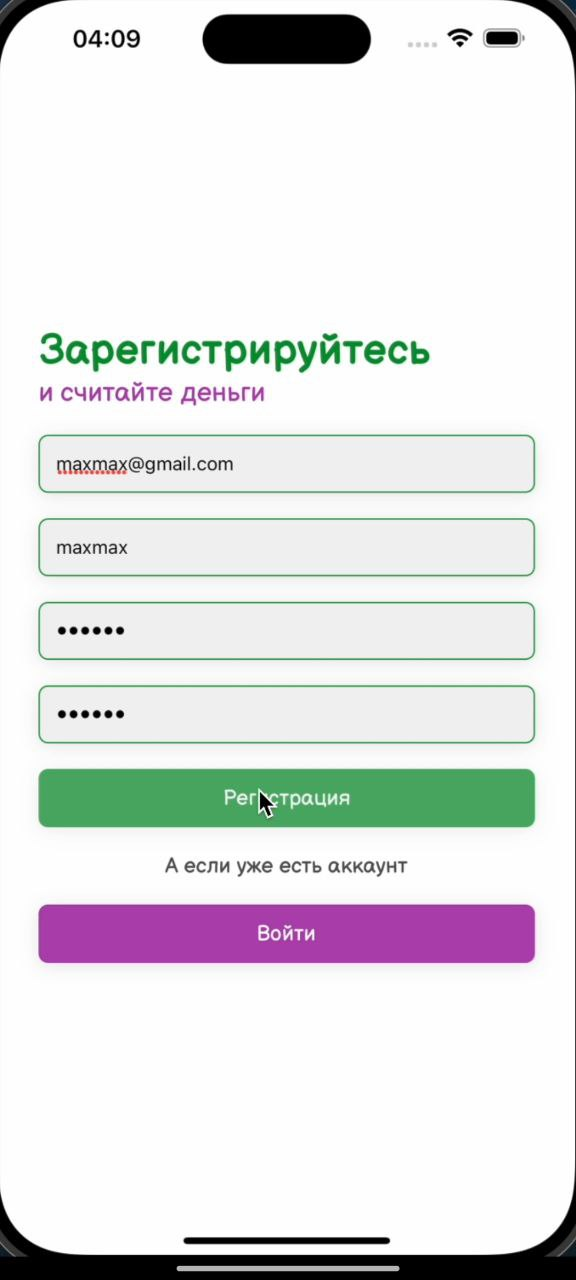 04:09
Зарегистрируйтесь
и считайте деньги
maxmax@gmail.com
maxmax
••••••
••••••
Регистрация
А если уже есть аккаунт
Войти